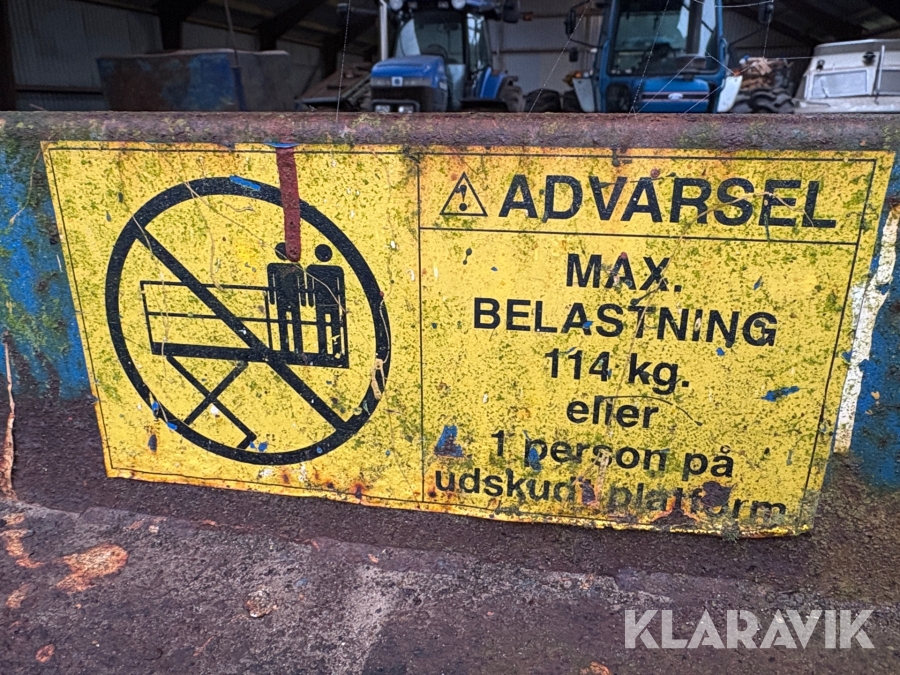 ADVARSEL
MAX.
BELASTNING
114 kg.
eller
1 person på
udskudt platform
KLARAVIK